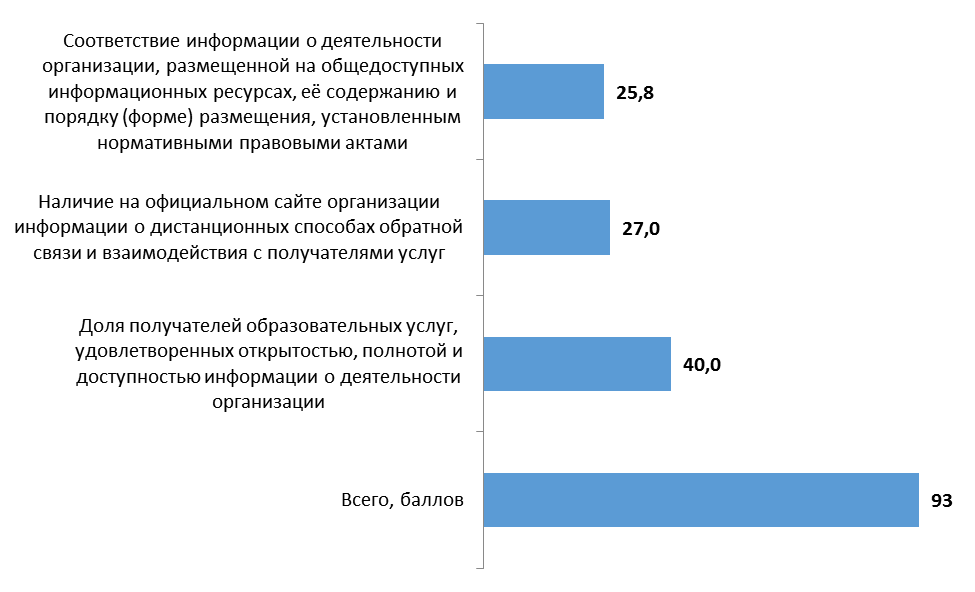 Соответствие информации о деятельности
организации, размещенной на общедоступных
информационных ресурсах, её содержанию и
порядку (форме) размещения, установленным
нормативными правовыми актами
25,8
Наличие на официальном сайте организации
информации о дистанционных способах обратной
связи и взаимодействия с получателями услуг
27,0
Доля получателей образовательных услуг,
удовлетворенных открытостью, полнотой и
доступностью информации о деятельности
организации
40,0
Всего, баллов
93